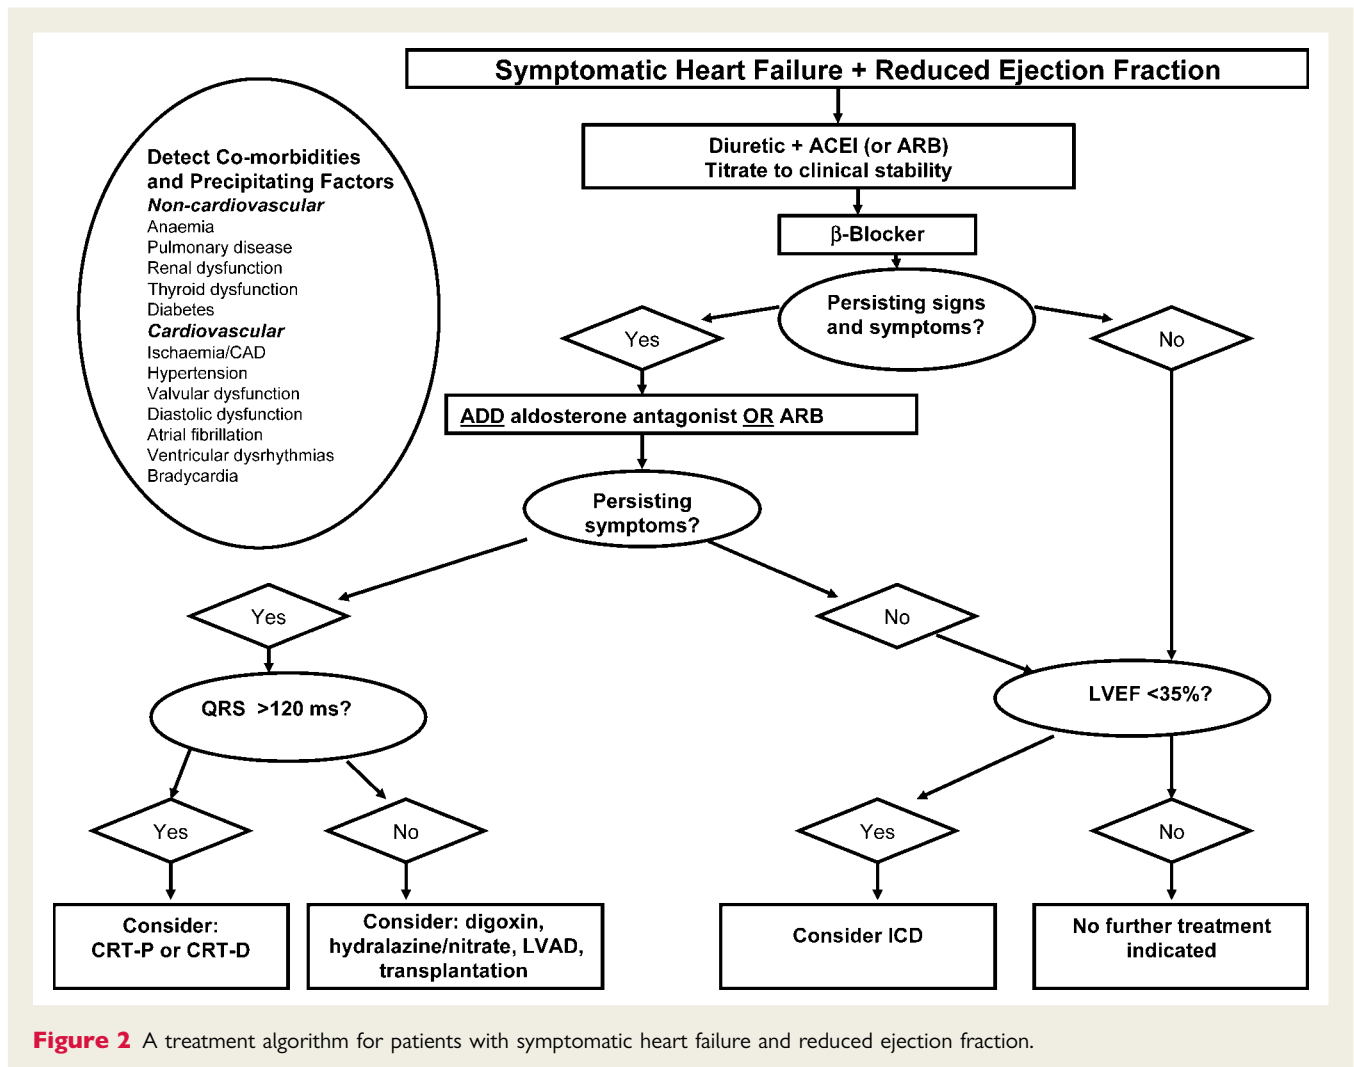 Symptomatic Heart Failure + Reduced Ejection Fraction
Diuretic + ACEI (or ARB)
Titrate to clinical stability
β-Blocker
Detect Co-morbidities
and Precipitating Factors
Non-cardiovascular
Anaemia
Pulmonary disease
Renal dysfunction
Thyroid dysfunction
Diabetes
Cardiovascular
Ischaemia/CAD
Hypertension
Valvular dysfunction
Diastolic dysfunction
Atrial fibrillation
Ventricular dysrhythmias
Bradycardia
Persisting signs
and symptoms?
Yes
No
ADD aldosterone antagonist OR ARB
Persisting
symptoms?
Yes
No
QRS >120 ms?
LVEF <35%?
Yes
No
Yes
No
Consider:
CRT-P or CRT-D
Consider: digoxin,
hydralazine/nitrate, LVAD,
transplantation
Consider ICD
No further treatment
indicated
Figure 2 A treatment algorithm for patients with symptomatic heart failure and reduced ejection fraction.